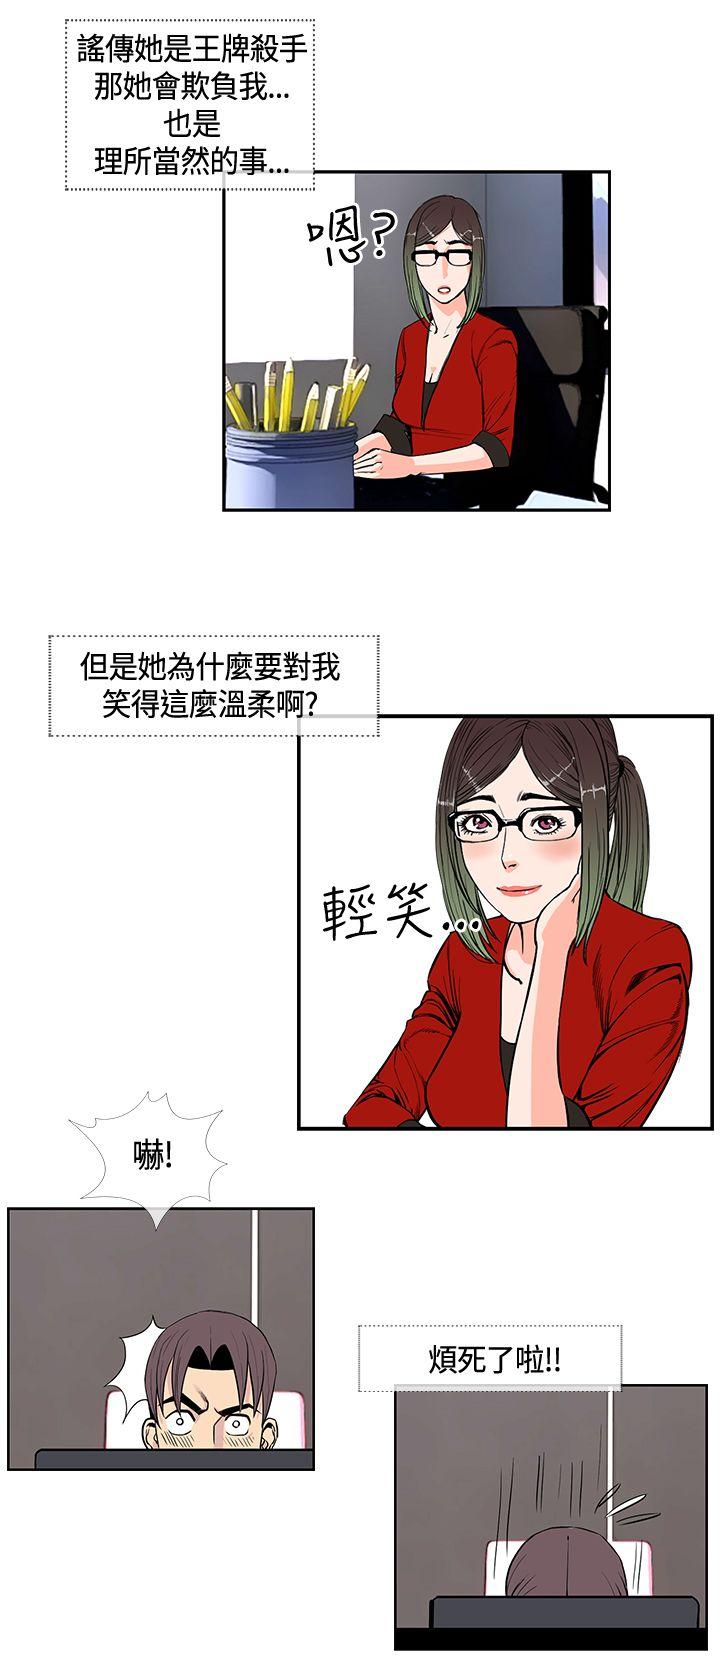 謠傳她是王牌殺手
那她會欺負我...
也是
理所當然的事...
嗯?
但是她為什麼要對我
笑得這麼溫柔啊?
輕笑...
嚇!
煩死了啦!!